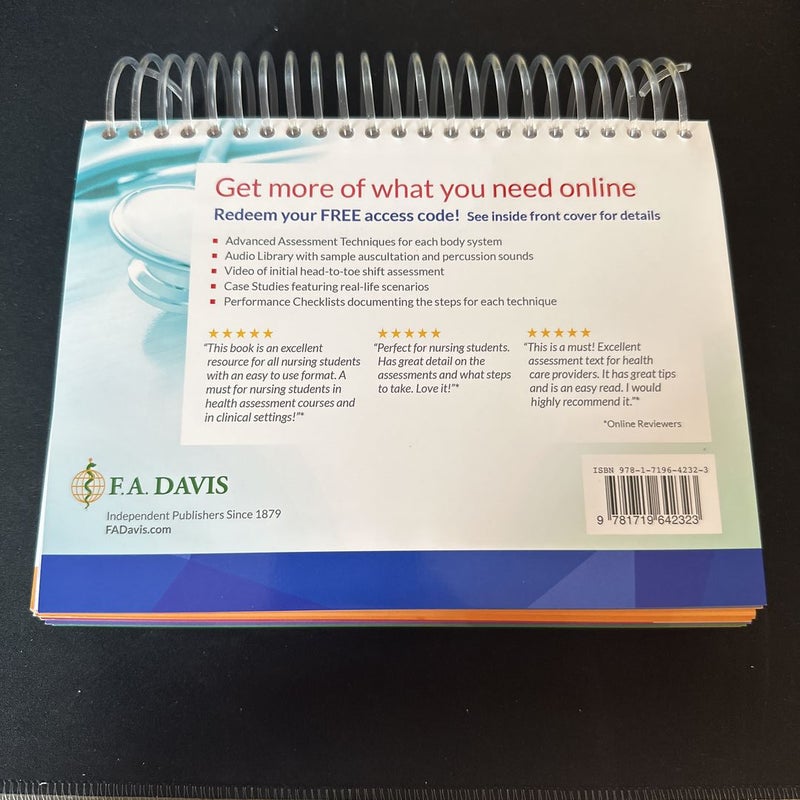 Get more of what you need online
Redeem your FREE access code! See inside front cover for details
▪ Advanced Assessment Techniques for each body system
▪ Audio Library with sample auscultation and percussion sounds
▪ Video of initial head-to-toe shift assessment
▪ Case Studies featuring real-life scenarios
▪ Performance Checklists documenting the steps for each technique
★★★★★
“This book is an excellent
resource for all nursing students
with an easy to use format. A
must for nursing students in
health assessment courses and
in clinical settings!”*
★★★★★
“Perfect for nursing students.
Has great detail on the
assessments and what steps
to take. Love it!”*
★★★★★
“This is a must! Excellent
assessment text for health
care providers. It has great tips
and is an easy read. I would
highly recommend it.”*
*Online Reviewers
F.A. DAVIS
Independent Publishers Since 1879
FADavis.com
ISBN 978-1-7196-4232-3
9 781719 642323